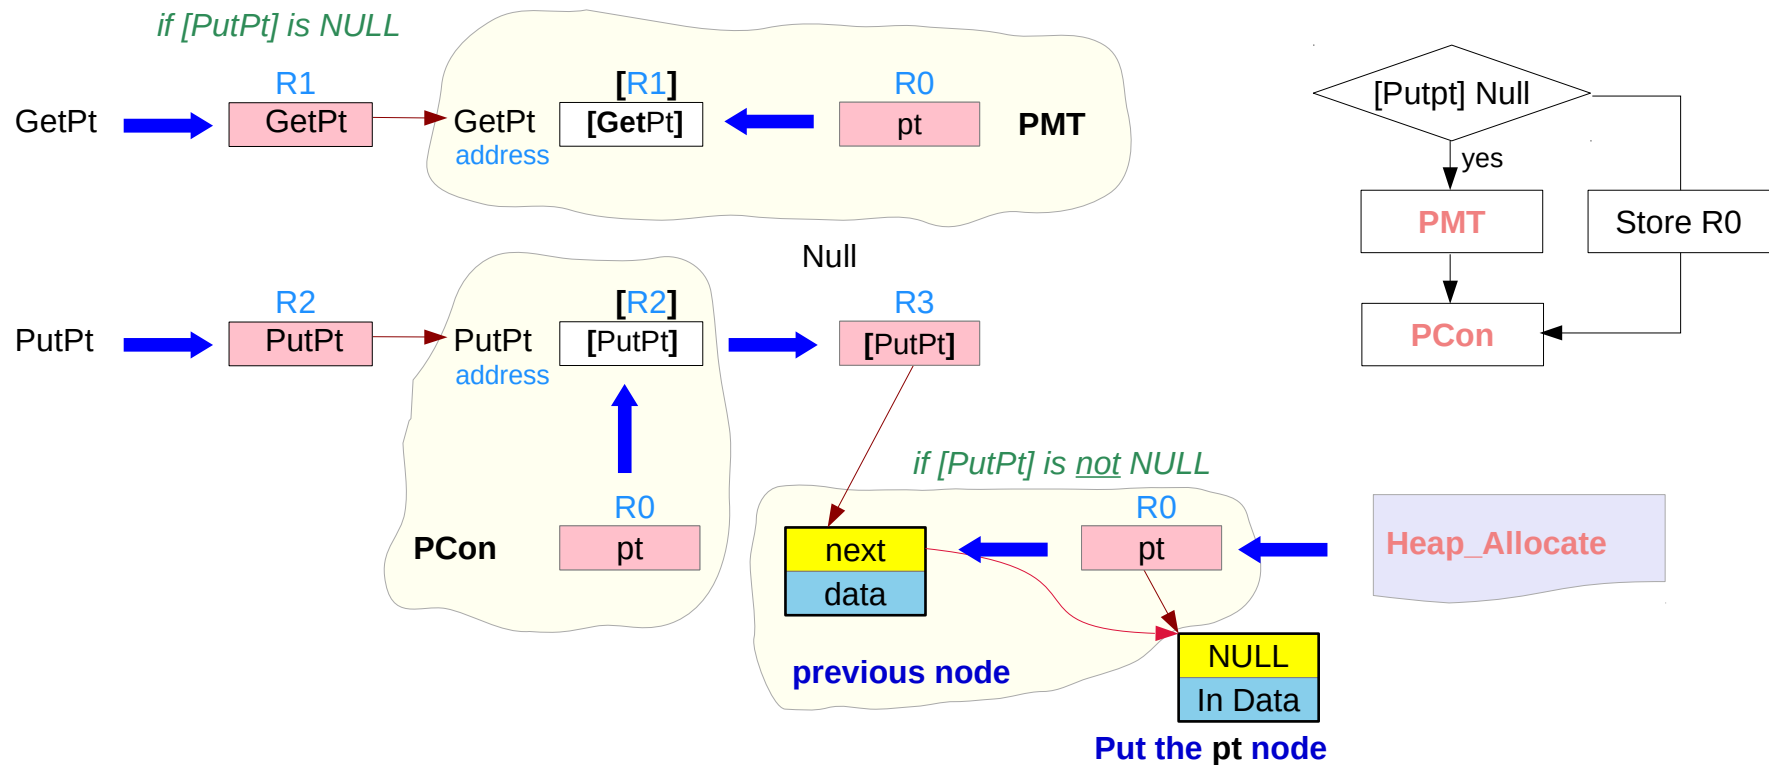 if [PutPt] is NULL
R1
[R1]
R0
[Putpt] Null
GetPt
GetPt
GetPt
[GetPt]
pt
PMT
address
yes
PMT
Store R0
Null
R2
[R2]
R3
PutPt
PutPt
PutPt
[PutPt]
[PutPt]
PCon
address
if [PutPt] is not NULL
R0
R0
PCon
pt
next
pt
Heap_Allocate
data
NULL
previous node
In Data
Put the pt node